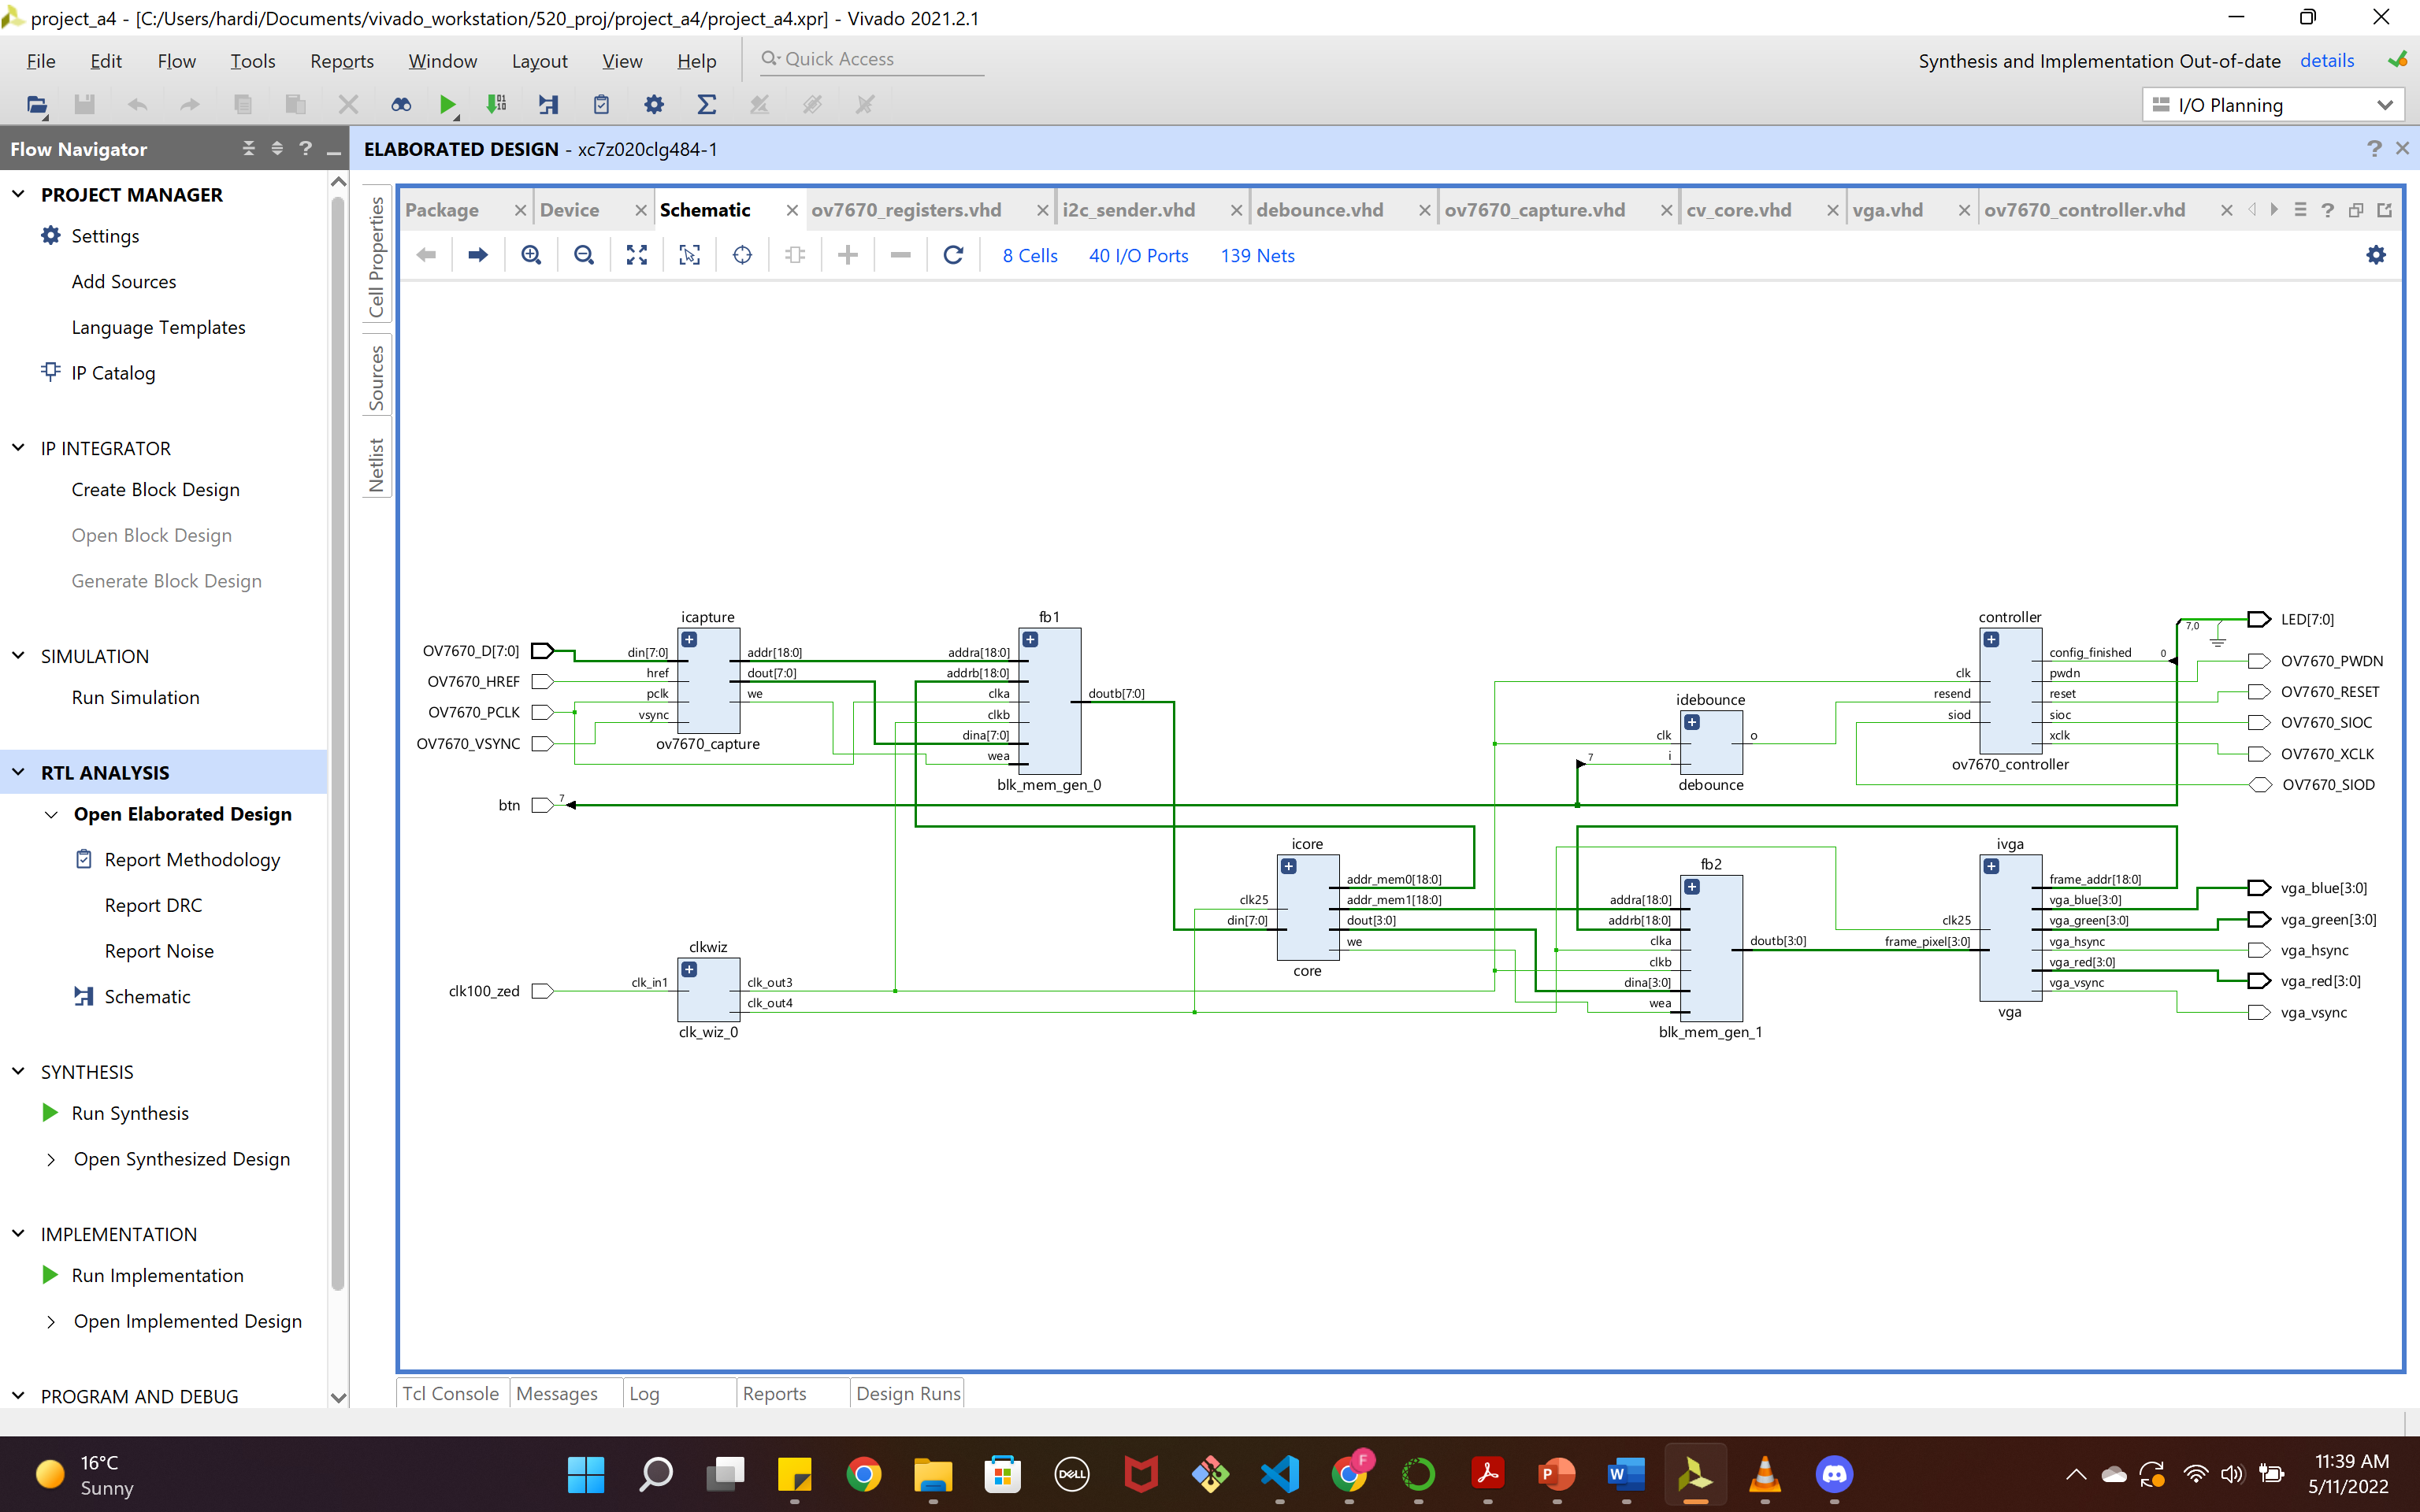 project_a4 - [C:/Users/hardi/Documents/vivado_workstation/520_proj/project_a4/project_a4.xpr] - Vivado 2021.2.1
File Edit Flow Tools Reports Window Layout View Help Quick Access
Synthesis and Implementation Out-of-date details
I/O Planning
Flow Navigator
ELABORATED DESIGN - xc7z020clg484-1
PROJECT MANAGER
Settings
Add Sources
Language Templates
IP Catalog
IP INTEGRATOR
Create Block Design
Open Block Design
Generate Block Design
SIMULATION
Run Simulation
RTL ANALYSIS
Open Elaborated Design
Report Methodology
Report DRC
Report Noise
Schematic
SYNTHESIS
Run Synthesis
Open Synthesized Design
IMPLEMENTATION
Run Implementation
Open Implemented Design
PROGRAM AND DEBUG
Cell Properties
Sources
Netlist
Package Device Schematic ov7670_registers.vhd i2c_sender.vhd debounce.vhd ov7670_capture.vhd cv_core.vhd vga.vhd ov7670_controller.vhd
8 Cells 40 I/O Ports 139 Nets
OV7670_D[7:0]
OV7670_HREF
OV7670_PCLK
OV7670_VSYNC
btn
7
clk100_zed
icapture
din[7:0]
href
pclk
vsync
addr[18:0]
dout[7:0]
we
ov7670_capture
fb1
addra[18:0]
addrb[18:0]
clka
clkb
dina[7:0]
wea
doutb[7:0]
blk_mem_gen_0
clkwiz
clk_in1
clk_out3
clk_out4
clk_wiz_0
icore
clk25
din[7:0]
addr_mem0[18:0]
addr_mem1[18:0]
dout[3:0]
we
core
idebounce
clk
i
7
o
debounce
fb2
addra[18:0]
addrb[18:0]
clka
clkb
dina[3:0]
wea
doutb[3:0]
blk_mem_gen_1
controller
clk
resend
siod
config_finished
pwdn
reset
sioc
xclk
0
7,0
ov7670_controller
ivga
clk25
frame_pixel[3:0]
frame_addr[18:0]
vga_blue[3:0]
vga_green[3:0]
vga_hsync
vga_red[3:0]
vga_vsync
vga
LED[7:0]
OV7670_PWDN
OV7670_RESET
OV7670_SIOC
OV7670_XCLK
OV7670_SIOD
vga_blue[3:0]
vga_green[3:0]
vga_hsync
vga_red[3:0]
vga_vsync
Tcl Console Messages Log Reports Design Runs
16°C
Sunny
DELL
F
P
W
11:39 AM
5/11/2022